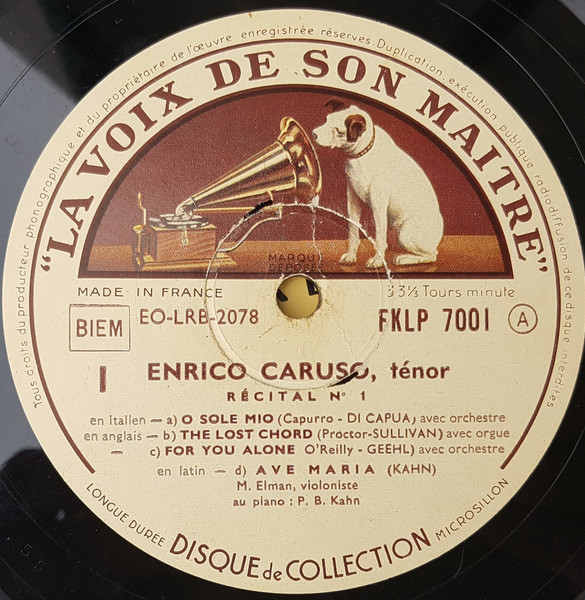 Tous droits du producteur phonographique et du propriétaire de l'œuvre enregistrée réservés. Duplication, exécution publique, radiodiffusion de ce disque
"LA VOIX DE SON MAITRE"
MARQUE
DÉPOSÉE
MADE IN FRANCE
33⅓ Tours minute
BIEM
EO-LRB-2078
FKLP 7001
A
I
ENRICO CARUSO, ténor
RÉCITAL N° 1
en italien — a) O SOLE MIO (Capurro - DI CAPUA) avec orchestre
en anglais — b) THE LOST CHORD (Proctor-SULLIVAN) avec orgue
— c) FOR YOU ALONE O'Reilly - GEEHL) avec orchestre
en latin — d) AVE MARIA (KAHN)
M. Elman, violoniste
au piano : P. B. Kahn
LONGUE DURÉE
DISQUE de COLLECTION
MICROSILLON